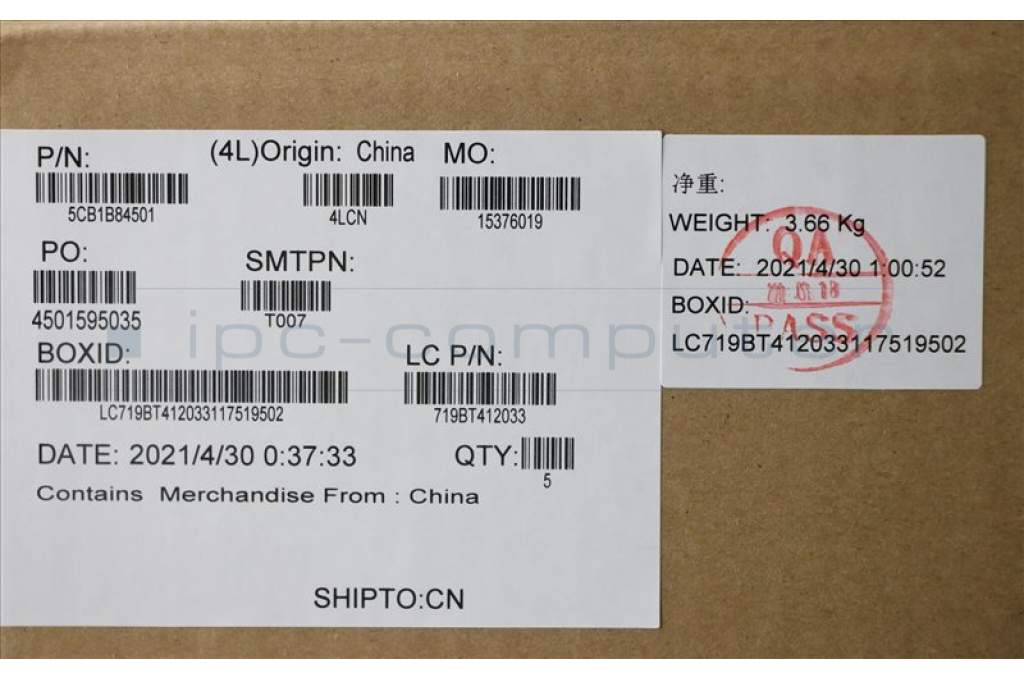 P/N: (4L)Origin: China MO:
5CB1B84501 4LCN 15376019
PO: SMTPN:
4501595035 T007
BOXID: LC P/N:
LC719BT412033117519502 719BT412033
DATE: 2021/4/30 0:37:33 QTY:
5
Contains Merchandise From : China
SHIPTO:CN
净重:
WEIGHT: 3.66 Kg
QA
DATE: 2021/4/30 1:00:52
BOXID:
PASS
LC719BT412033117519502
ipc-computer